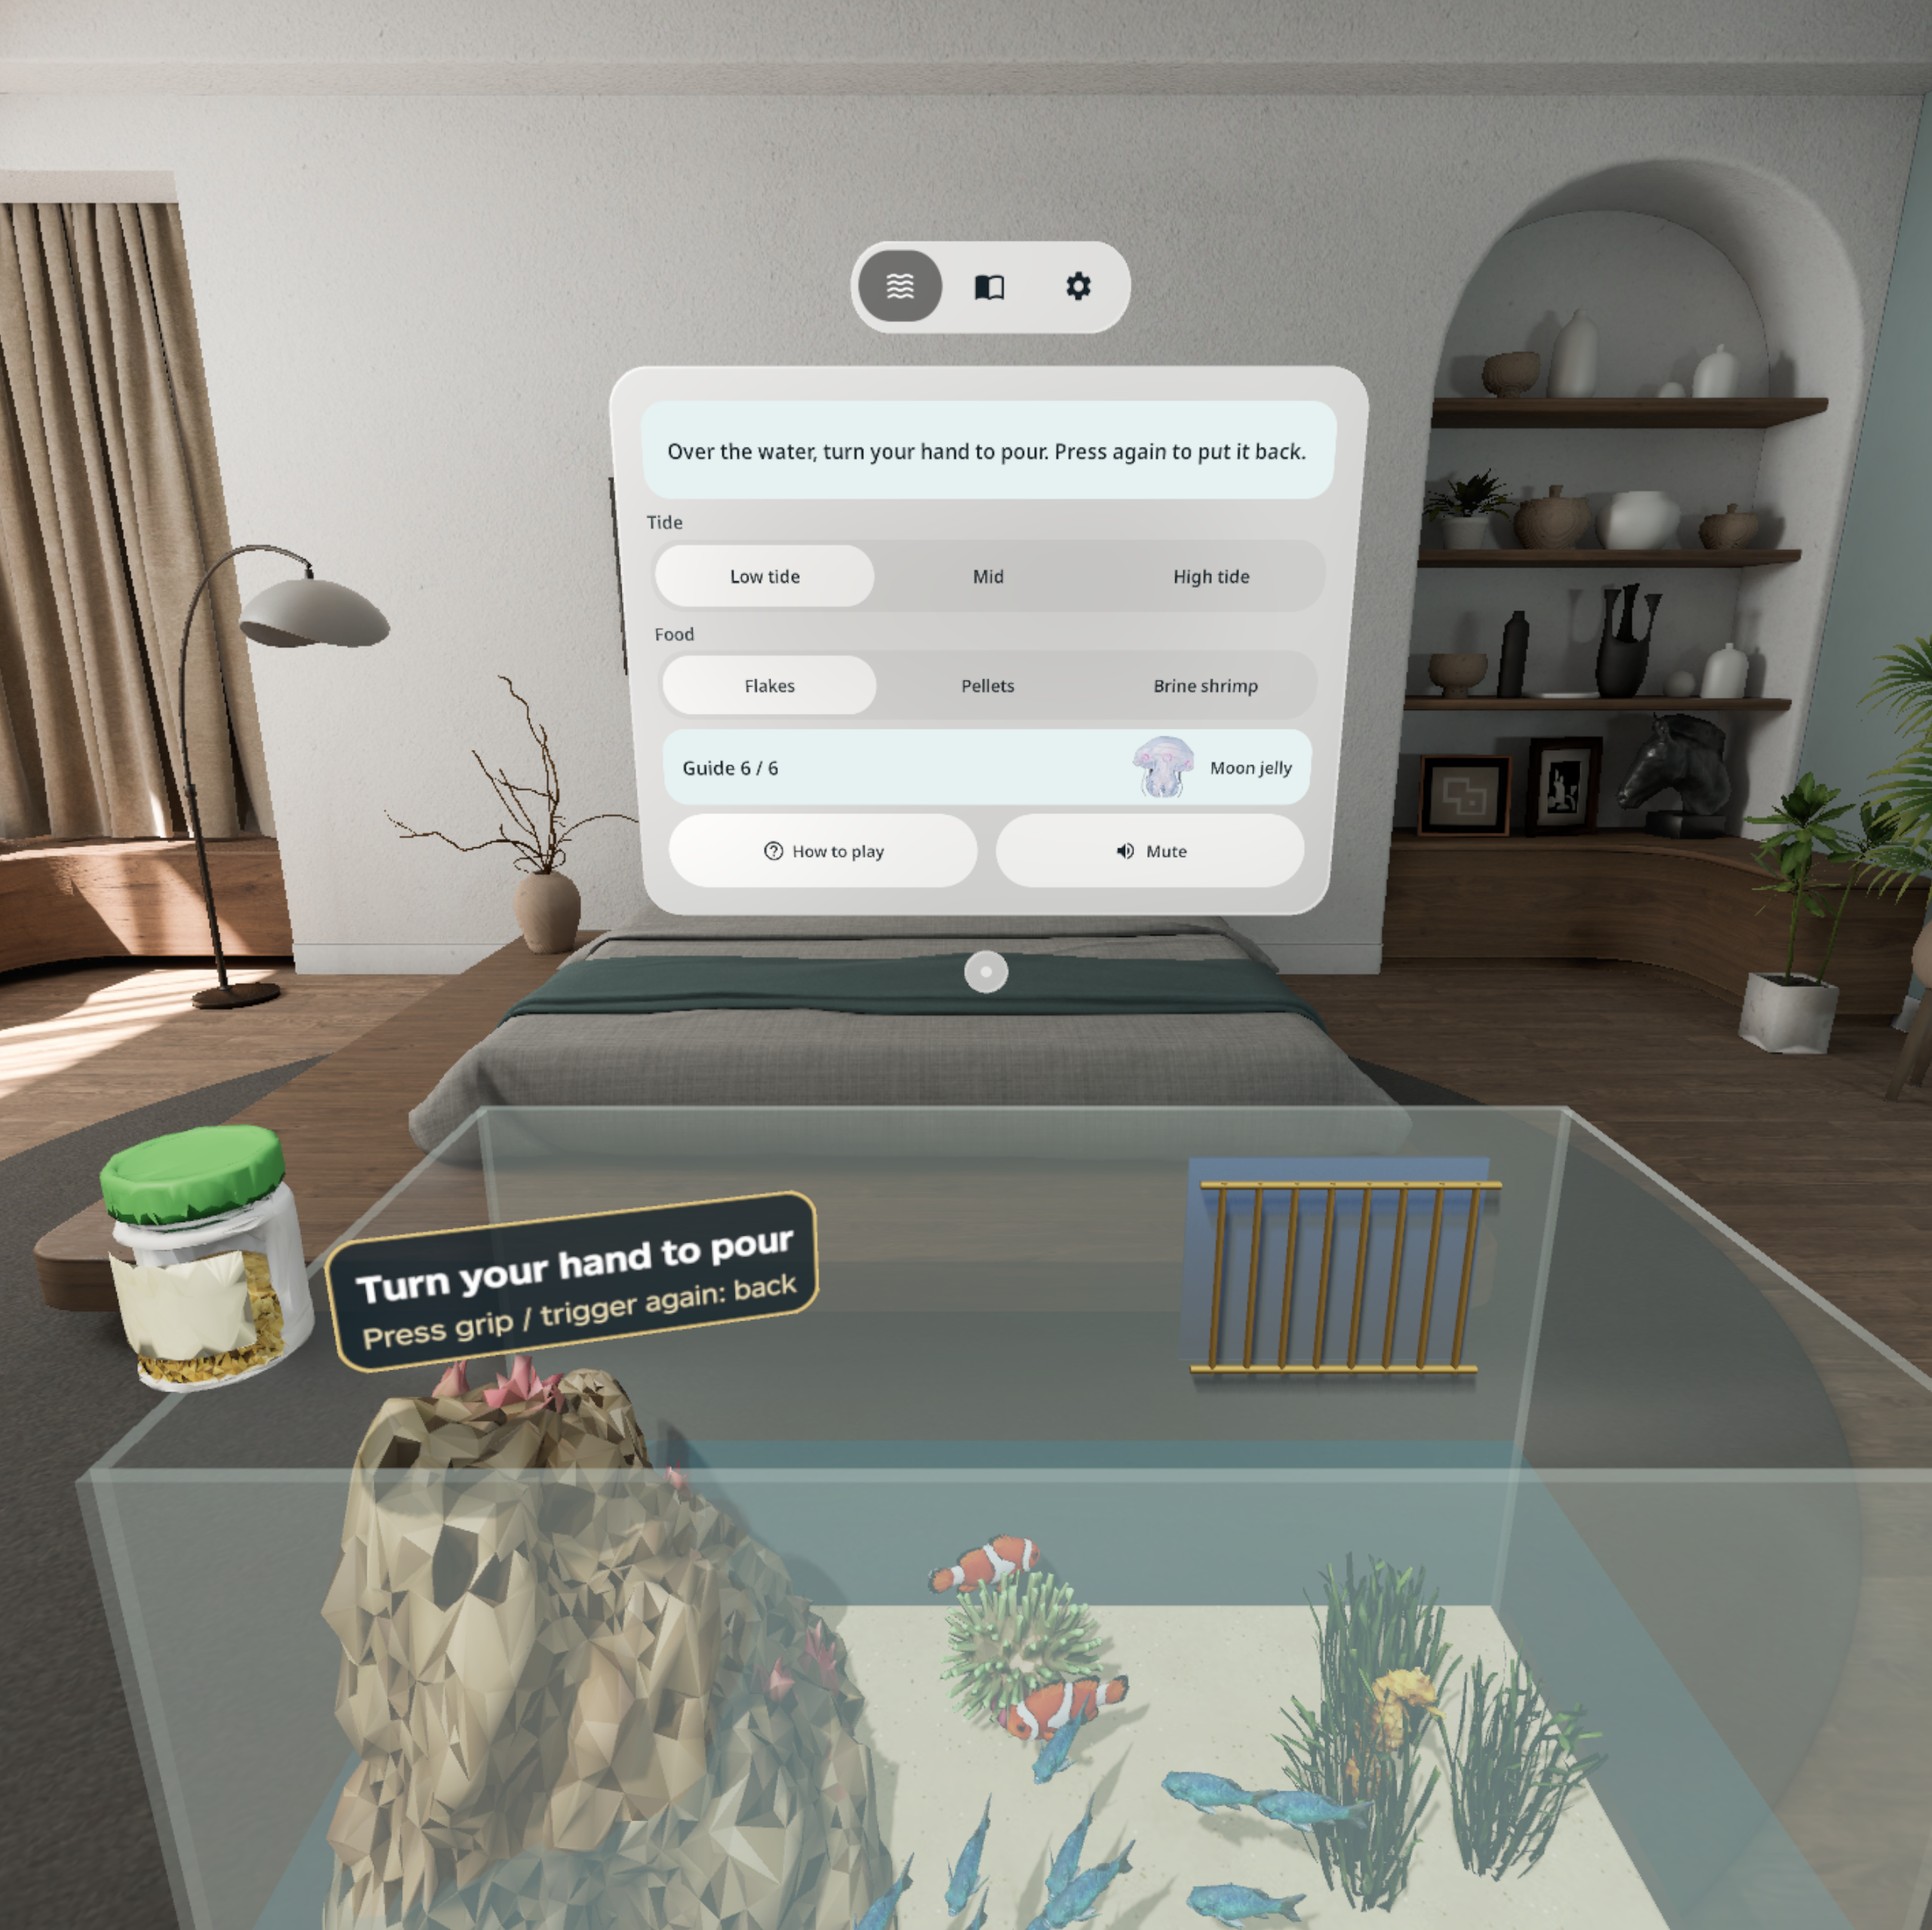 Over the water, turn your hand to pour. Press again to put it back.
Tide
Low tide
Mid
High tide
Food
Flakes
Pellets
Brine shrimp
Guide 6 / 6
Moon jelly
How to play
Mute
Turn your hand to pour
Press grip / trigger again: back